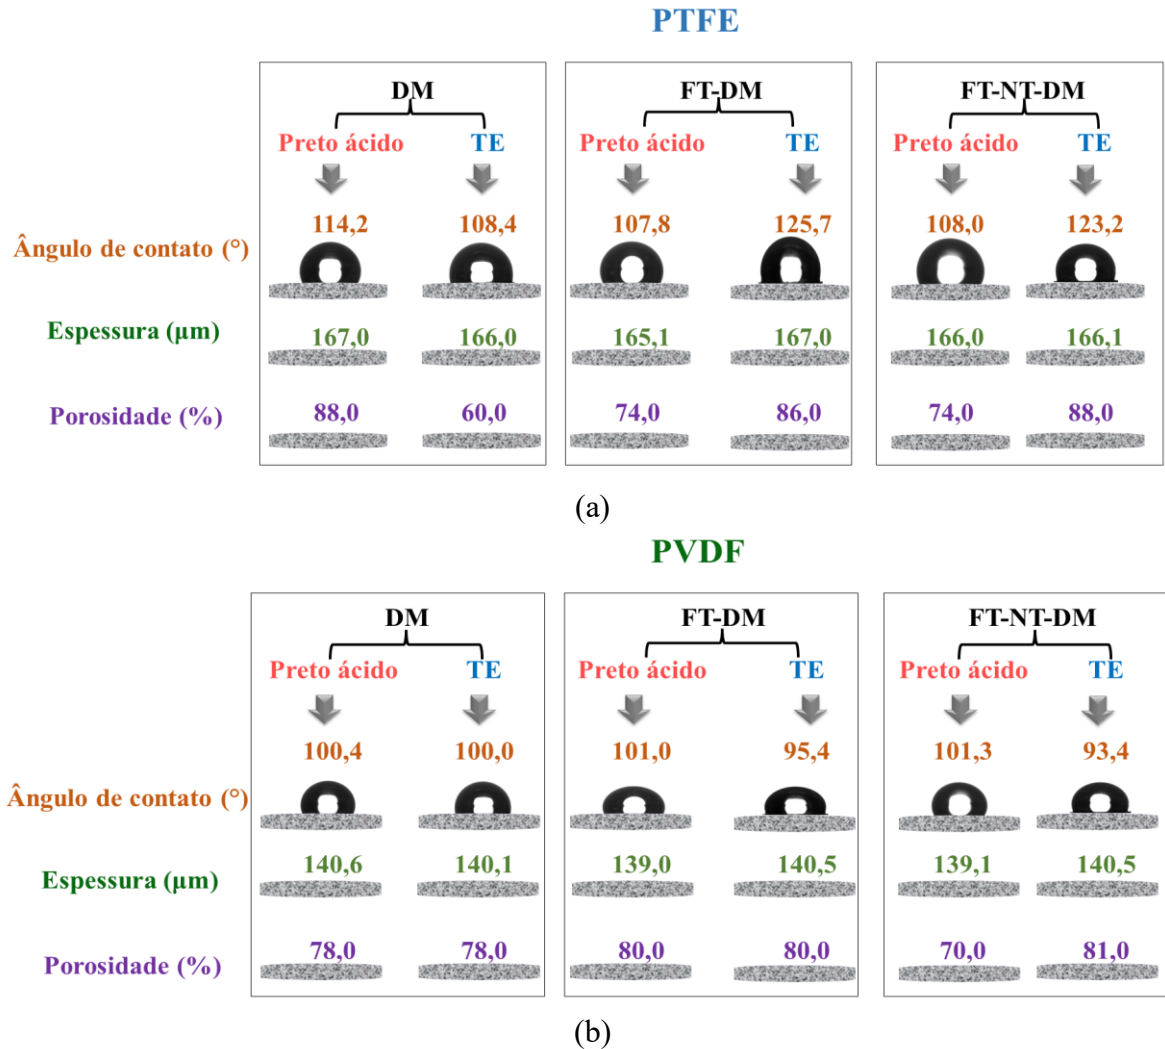 PTFE
DM FT-DM FT-NT-DM
Preto ácido TE Preto ácido TE Preto ácido TE
114,2 108,4 107,8 125,7 108,0 123,2
Ângulo de contato (°)
Espessura (µm) 167,0 166,0 165,1 167,0 166,0 166,1
Porosidade (%) 88,0 60,0 74,0 86,0 74,0 88,0
(a)
PVDF
DM FT-DM FT-NT-DM
Preto ácido TE Preto ácido TE Preto ácido TE
100,4 100,0 101,0 95,4 101,3 93,4
Ângulo de contato (°)
Espessura (µm) 140,6 140,1 139,0 140,5 139,1 140,5
Porosidade (%) 78,0 78,0 80,0 80,0 70,0 81,0
(b)